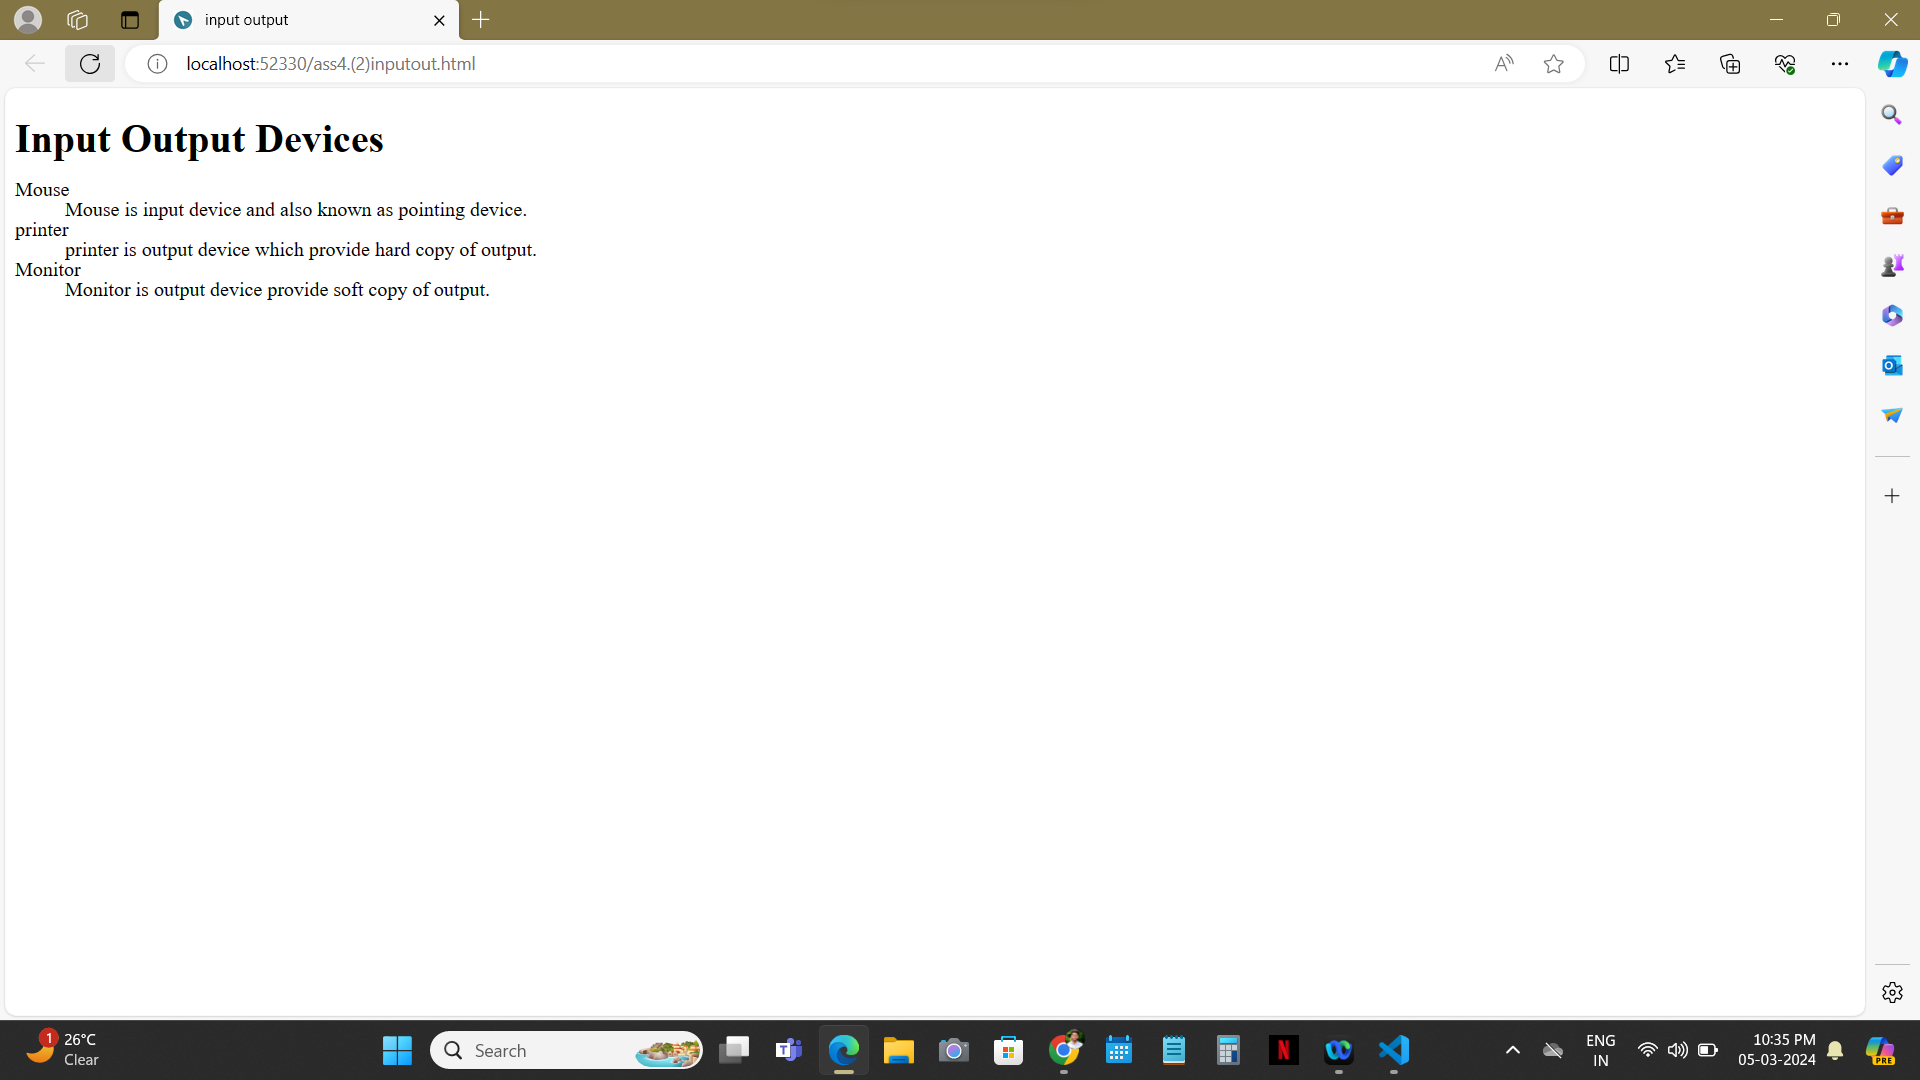 input output
localhost:52330/ass4.(2)inputout.html
Input Output Devices
Mouse
Mouse is input device and also known as pointing device.
printer
printer is output device which provide hard copy of output.
Monitor
Monitor is output device provide soft copy of output.
1
26°C
Clear
Search
ENG
IN
10:35 PM
05-03-2024
PRE